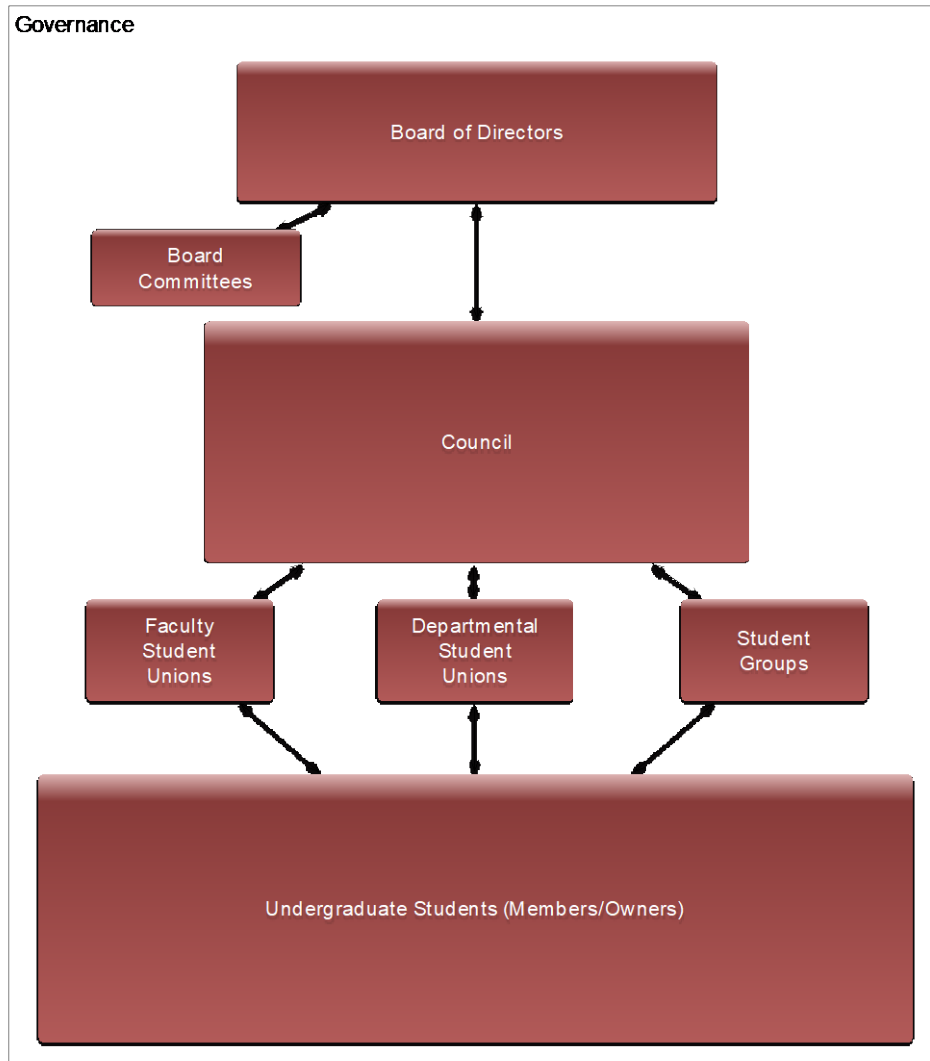 Governance
Board of Directors
Board
Committees
Council
Faculty
Student
Unions
Departmental
Student
Unions
Student
Groups
Undergraduate Students (Members/Owners)